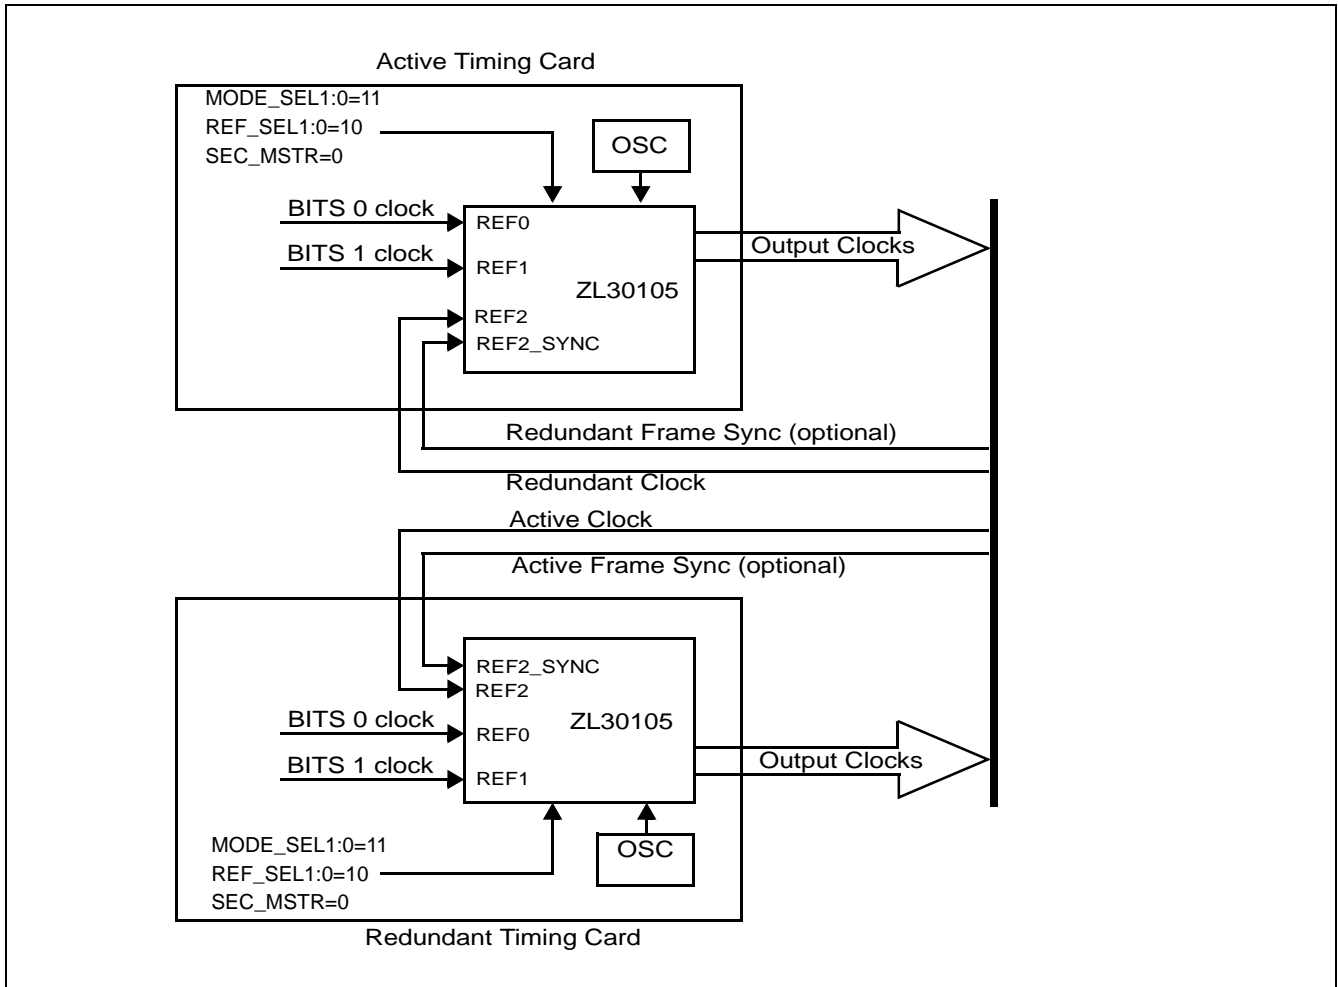 Active Timing Card
MODE_SEL1:0=11
REF_SEL1:0=10
SEC_MSTR=0
OSC
BITS 0 clock
REF0
BITS 1 clock
REF1
ZL30105
REF2
REF2_SYNC
Output Clocks
Redundant Frame Sync (optional)
Redundant Clock
Active Clock
Active Frame Sync (optional)
REF2_SYNC
REF2
BITS 0 clock
REF0
ZL30105
BITS 1 clock
REF1
Output Clocks
MODE_SEL1:0=11
REF_SEL1:0=10
SEC_MSTR=0
OSC
Redundant Timing Card